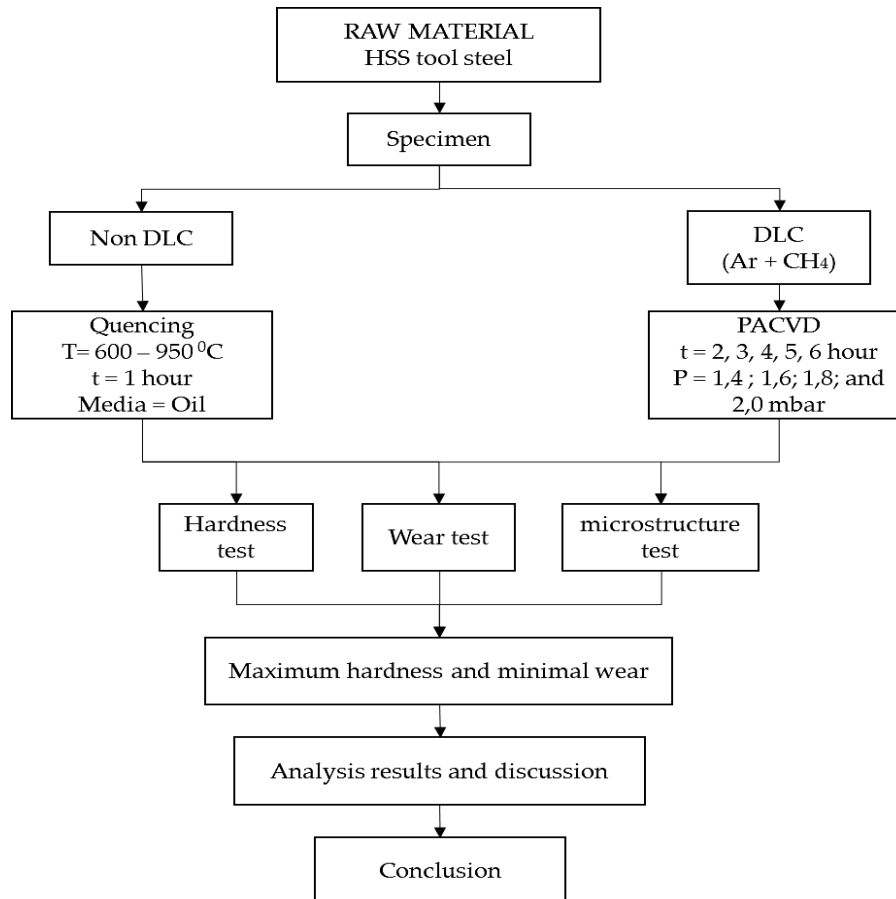 RAW MATERIAL
HSS tool steel
Specimen
Non DLC
DLC
(Ar + CH₄)
Quencing
T= 600 – 950 ⁰C
t = 1 hour
Media = Oil
PACVD
t = 2, 3, 4, 5, 6 hour
P = 1,4 ; 1,6; 1,8; and
2,0 mbar
Hardness
test
Wear test
microstructure
test
Maximum hardness and minimal wear
Analysis results and discussion
Conclusion